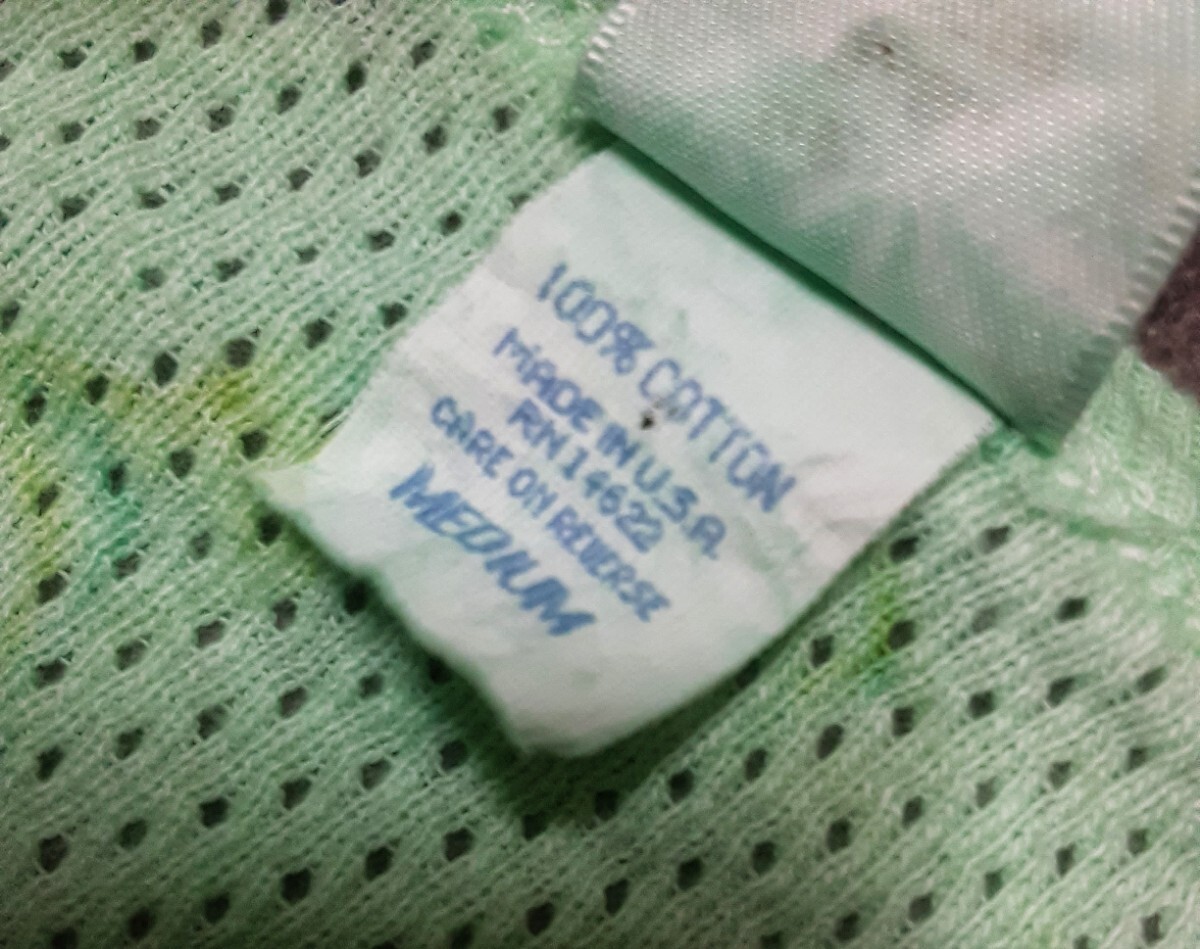 100% COTTON
MADE IN U.S.A.
RN 14622
CARE ON REVERSE
MEDIUM